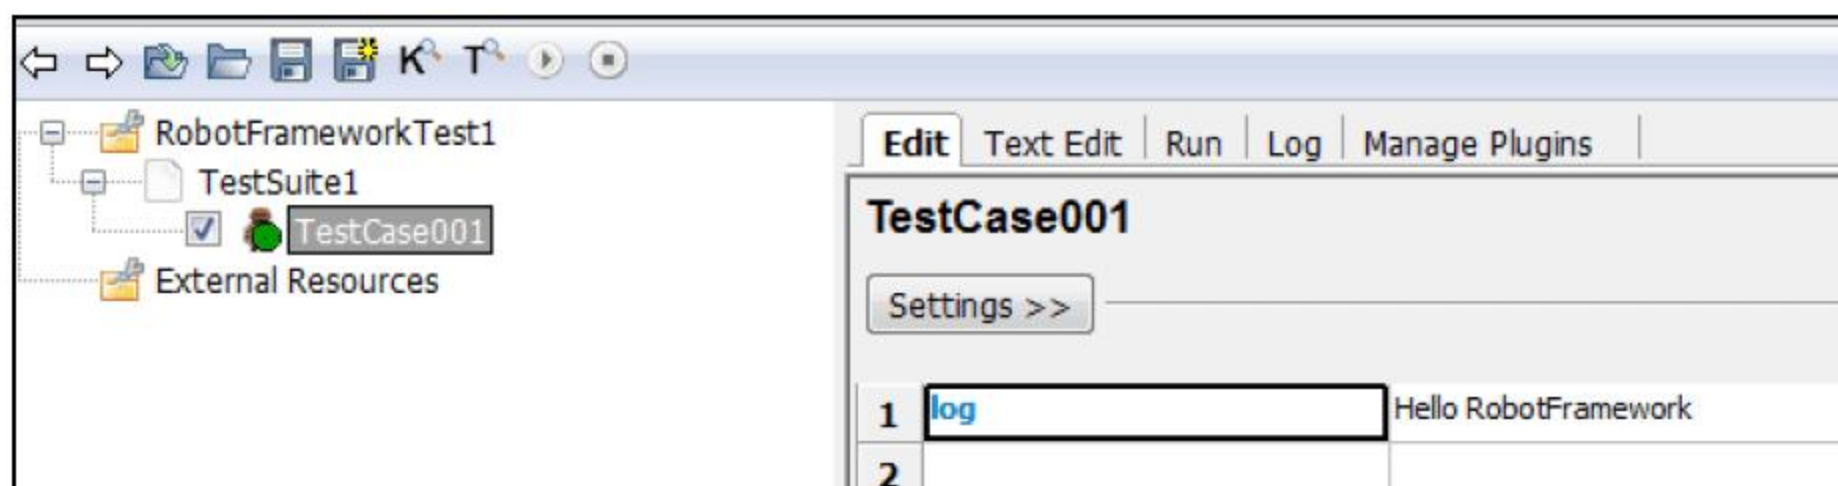 K T
RobotFrameworkTest1
TestSuite1
TestCase001
External Resources
Edit Text Edit Run Log Manage Plugins
TestCase001
Settings >>
1 log Hello RobotFramework
2